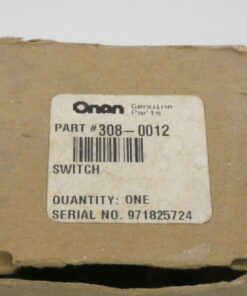 Onan Genuine
Parts
PART #308-0012
SWITCH
QUANTITY: ONE
SERIAL NO. 971825724